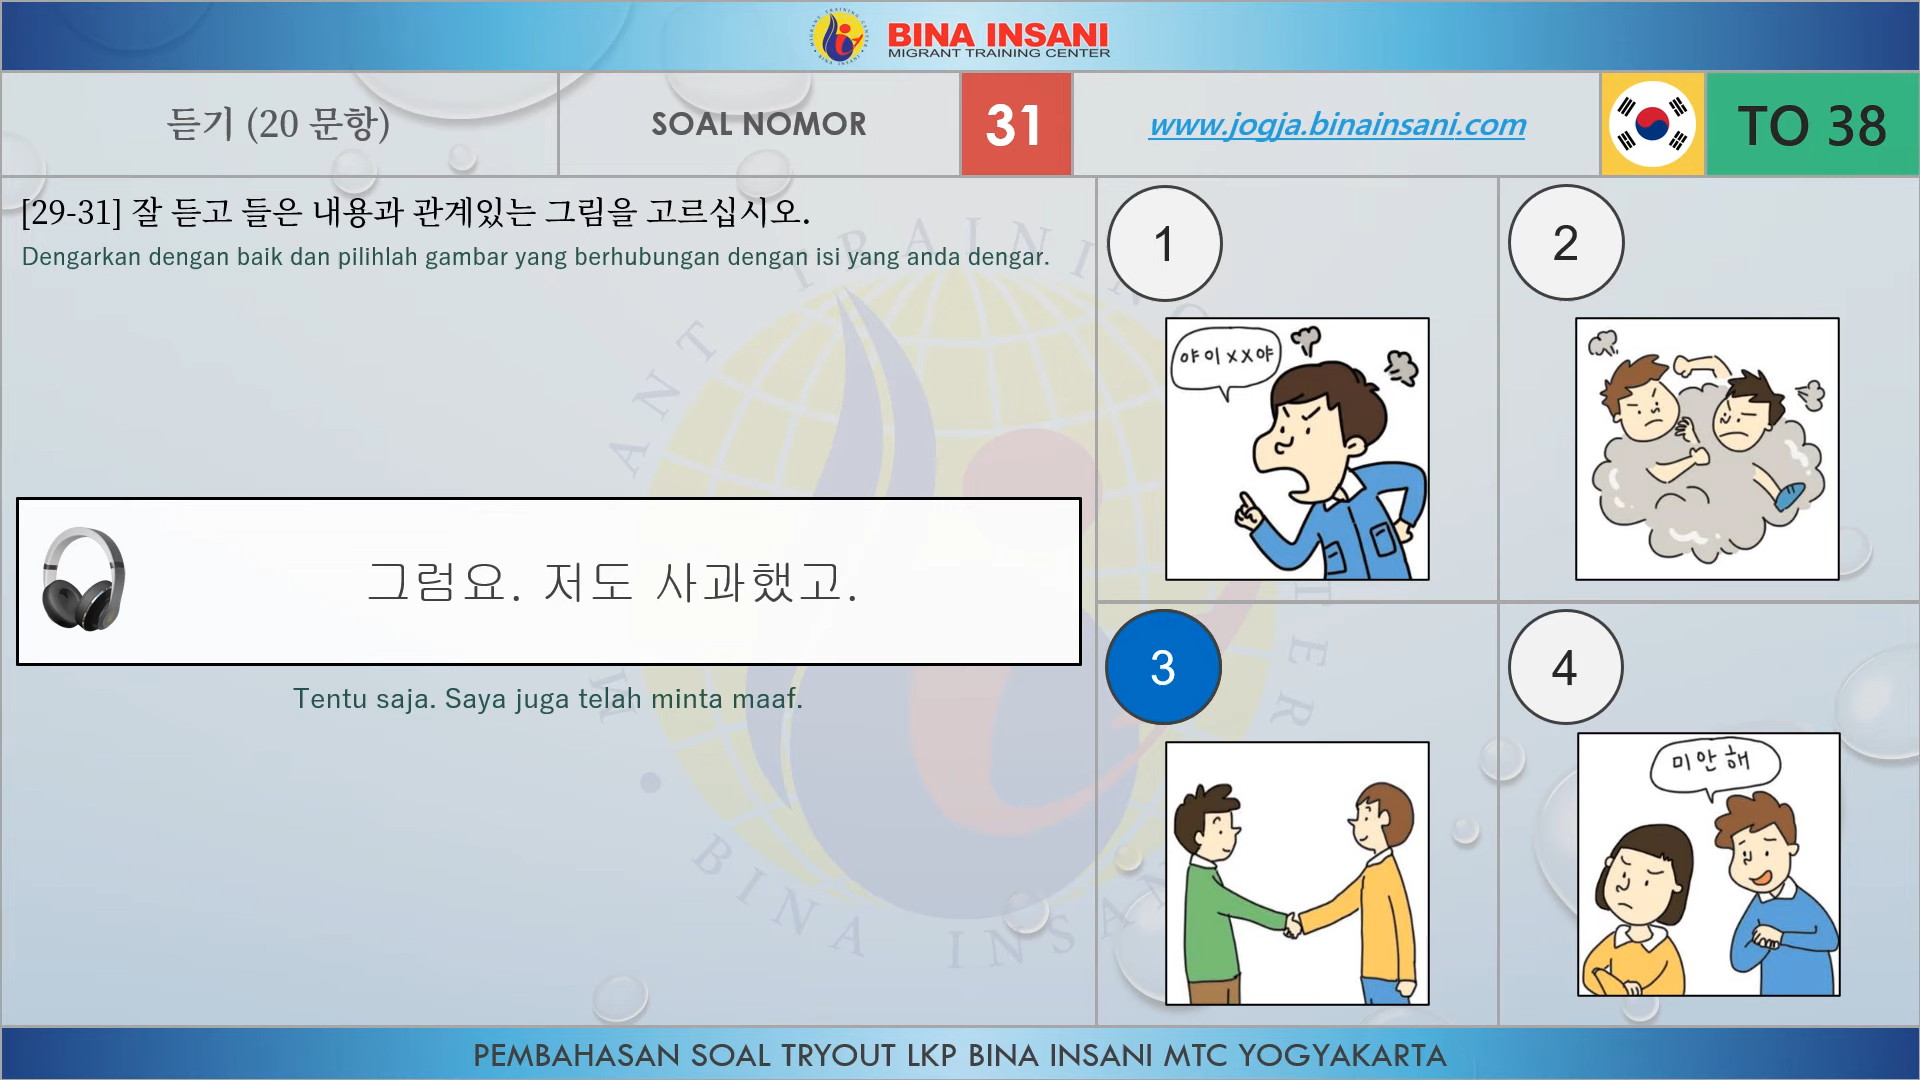 BINA INSANI
MIGRANT TRAINING CENTER
듣기 (20 문항)
SOAL NOMOR
31
www.jogja.binainsani.com
TO 38
[29-31] 잘 듣고 들은 내용과 관계있는 그림을 고르십시오.
Dengarkan dengan baik dan pilihlah gambar yang berhubungan dengan isi yang anda dengar.
그럼요. 저도 사과했고.
Tentu saja. Saya juga telah minta maaf.
1
야 이 XX야
2
3
4
미안해
PEMBAHASAN SOAL TRYOUT LKP BINA INSANI MTC YOGYAKARTA